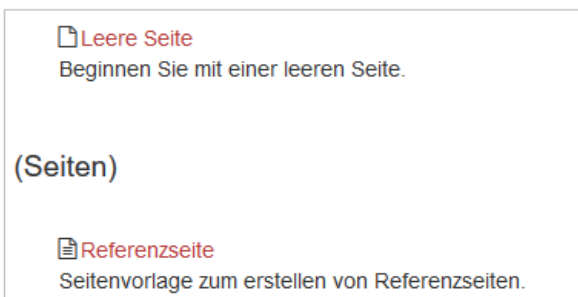 Leere Seite
Beginnen Sie mit einer leeren Seite.
(Seiten)
Referenzseite
Seitenvorlage zum erstellen von Referenzseiten.